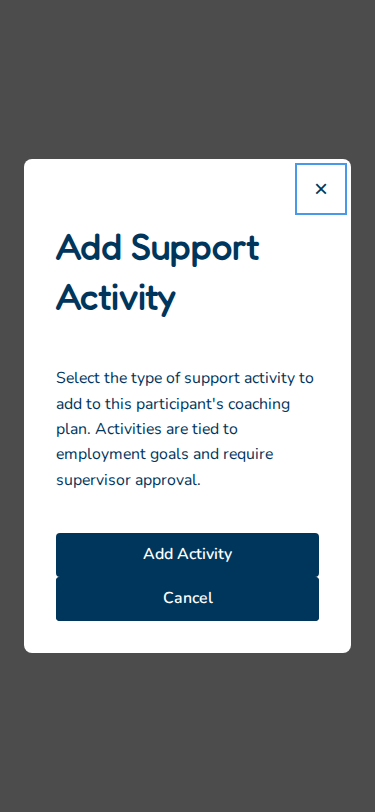 ×
Add Support
Activity
Select the type of support activity to
add to this participant's coaching
plan. Activities are tied to
employment goals and require
supervisor approval.
Add Activity
Cancel